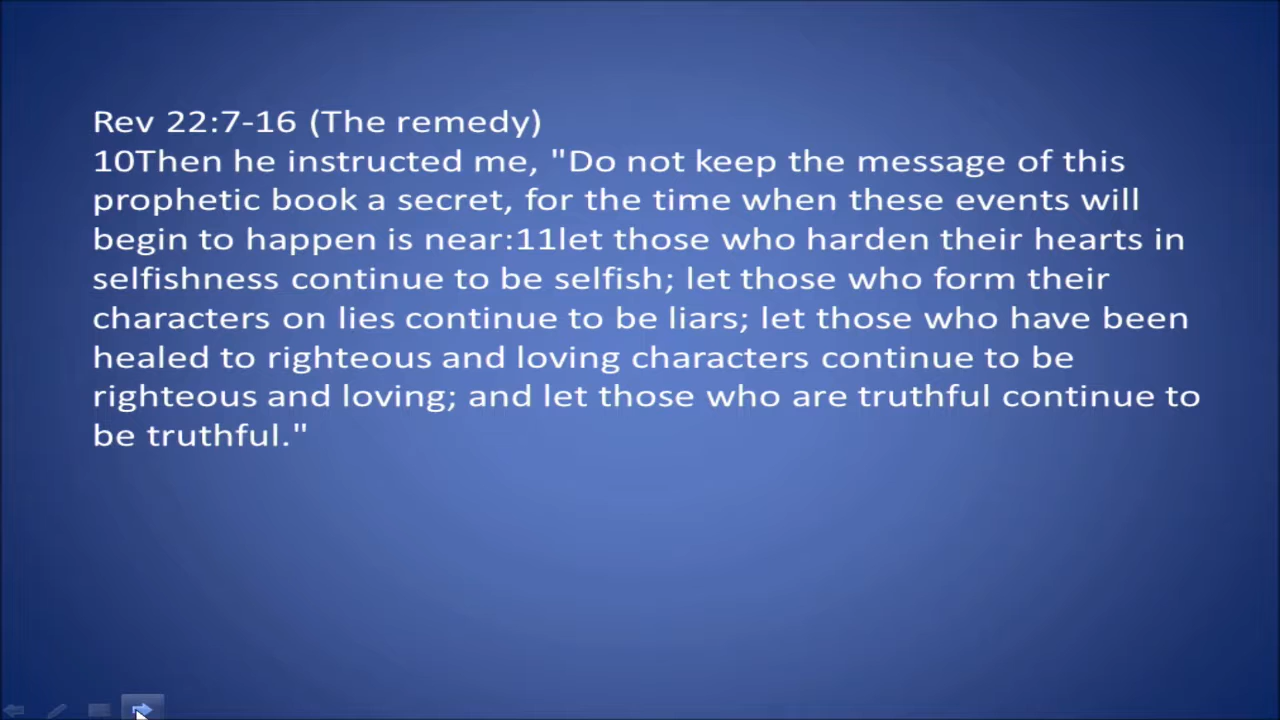 Rev 22:7-16 (The remedy)
10Then he instructed me, "Do not keep the message of this
prophetic book a secret, for the time when these events will
begin to happen is near:11let those who harden their hearts in
selfishness continue to be selfish; let those who form their
characters on lies continue to be liars; let those who have been
healed to righteous and loving characters continue to be
righteous and loving; and let those who are truthful continue to
be truthful."